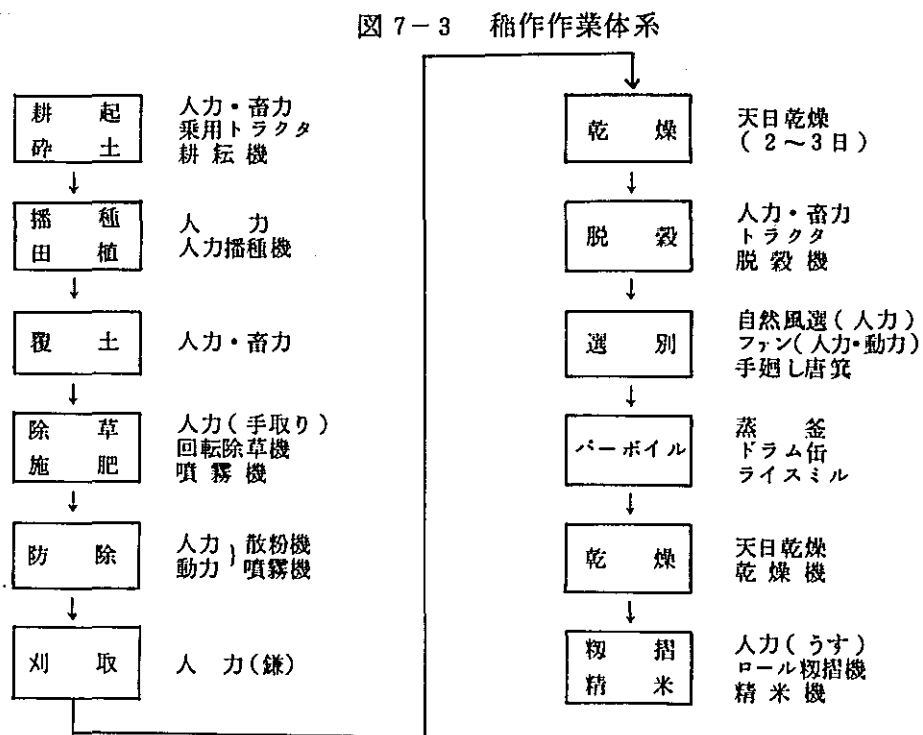 図7-3 稲作作業体系
耕起
砕土
人力・畜力
乗用トラクタ
耕耘機
播種
田植
人力
人力播種機
覆土
人力・畜力
除草
施肥
人力(手取り)
回転除草機
噴霧機
防除
人力}散粉機
動力}噴霧機
刈取
人力(鎌)
乾燥
天日乾燥
(2~3日)
脱穀
人力・畜力
トラクタ
脱穀機
選別
自然風選(人力)
ファン(人力・動力)
手廻し唐箕
パーボイル
蒸釜
ドラム缶
ライスミル
乾燥
天日乾燥
乾燥機
籾摺
精米
人力(うす)
ロール籾摺機
精米機